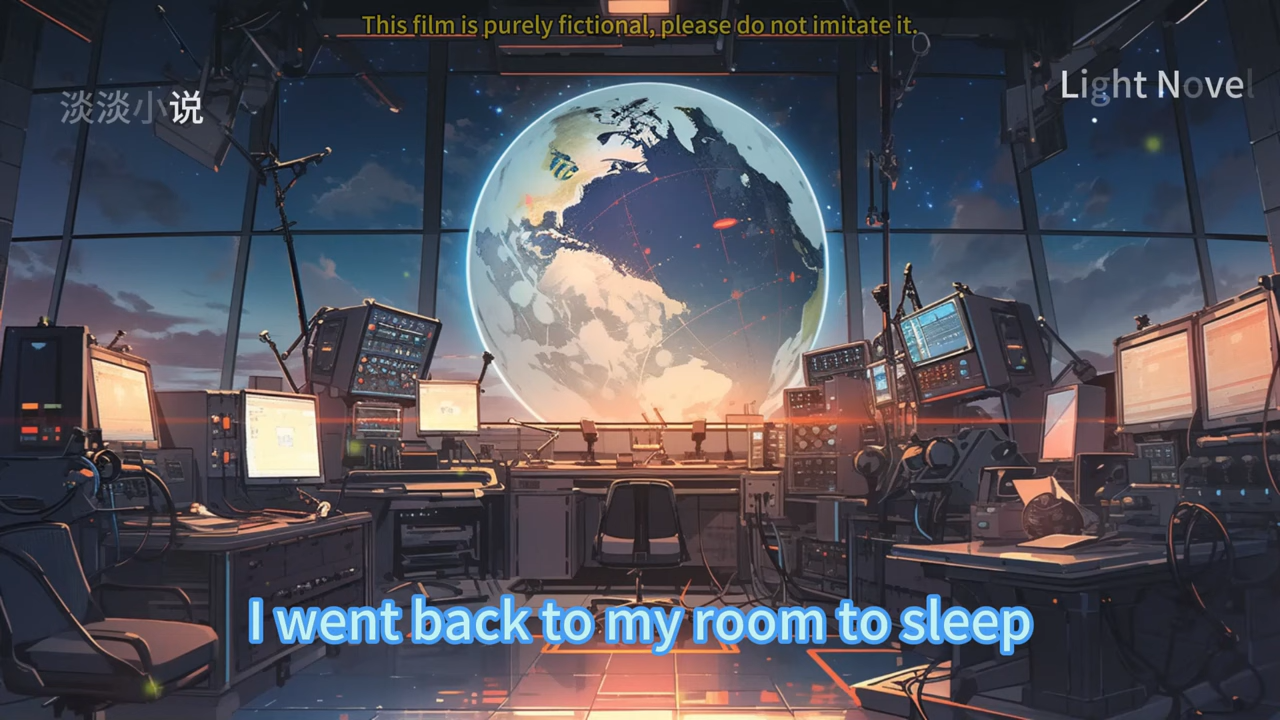 This film is purely fictional, please do not imitate it.
淡淡小说
Light Novel
I went back to my room to sleep